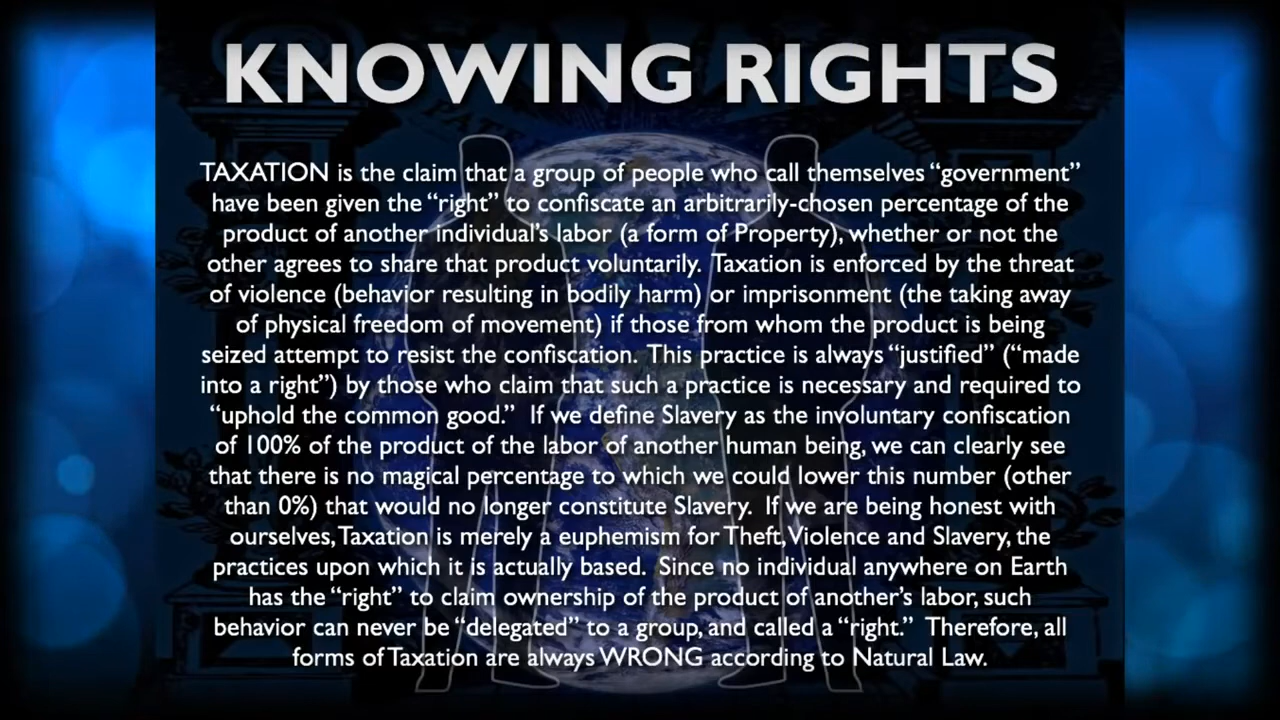 KNOWING RIGHTS
TAXATION is the claim that a group of people who call themselves “government”
have been given the “right” to confiscate an arbitrarily-chosen percentage of the
product of another individual’s labor (a form of Property), whether or not the
other agrees to share that product voluntarily. Taxation is enforced by the threat
of violence (behavior resulting in bodily harm) or imprisonment (the taking away
of physical freedom of movement) if those from whom the product is being
seized attempt to resist the confiscation. This practice is always “justified” (“made
into a right”) by those who claim that such a practice is necessary and required to
“uphold the common good.” If we define Slavery as the involuntary confiscation
of 100% of the product of the labor of another human being, we can clearly see
that there is no magical percentage to which we could lower this number (other
than 0%) that would no longer constitute Slavery. If we are being honest with
ourselves, Taxation is merely a euphemism for Theft, Violence and Slavery, the
practices upon which it is actually based. Since no individual anywhere on Earth
has the “right” to claim ownership of the product of another’s labor, such
behavior can never be “delegated” to a group, and called a “right.” Therefore, all
forms of Taxation are always WRONG according to Natural Law.